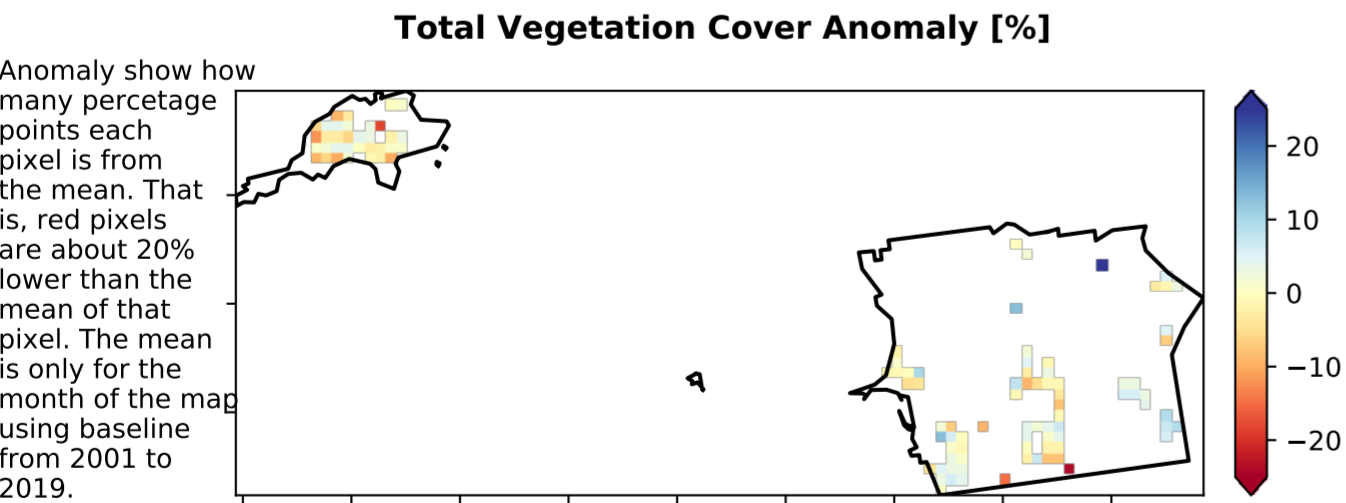 Total Vegetation Cover Anomaly [%]
Anomaly show how
many percetage
points each
pixel is from
the mean. That
is, red pixels
are about 20%
lower than the
mean of that
pixel. The mean
is only for the
month of the map
using baseline
from 2001 to
2019.
20
10
0
−10
−20